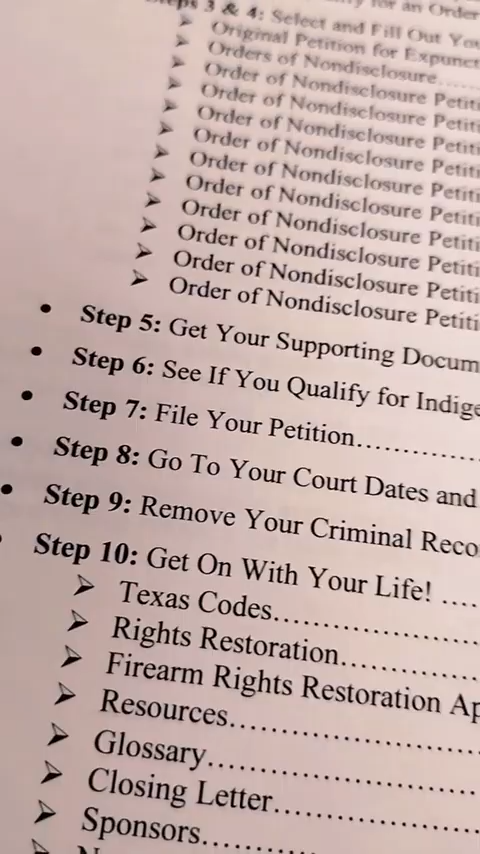 for an Order
Steps 3 & 4: Select and Fill Out You
➢ Original Petition for Expunct
➢ Orders of Nondisclosure........
➢ Order of Nondisclosure Petiti
➢ Order of Nondisclosure Petiti
➢ Order of Nondisclosure Petiti
➢ Order of Nondisclosure Petiti
➢ Order of Nondisclosure Petiti
➢ Order of Nondisclosure Petiti
➢ Order of Nondisclosure Petiti
➢ Order of Nondisclosure Petiti
➢ Order of Nondisclosure Petiti
➢ Order of Nondisclosure Petiti
• Step 5: Get Your Supporting Docum
• Step 6: See If You Qualify for Indige
• Step 7: File Your Petition....................
• Step 8: Go To Your Court Dates and
• Step 9: Remove Your Criminal Reco
• Step 10: Get On With Your Life! ....
➢ Texas Codes..............................
➢ Rights Restoration....................
➢ Firearm Rights Restoration Ap
➢ Resources..................................
➢ Glossary....................................
➢ Closing Letter............................
➢ Sponsors....................................